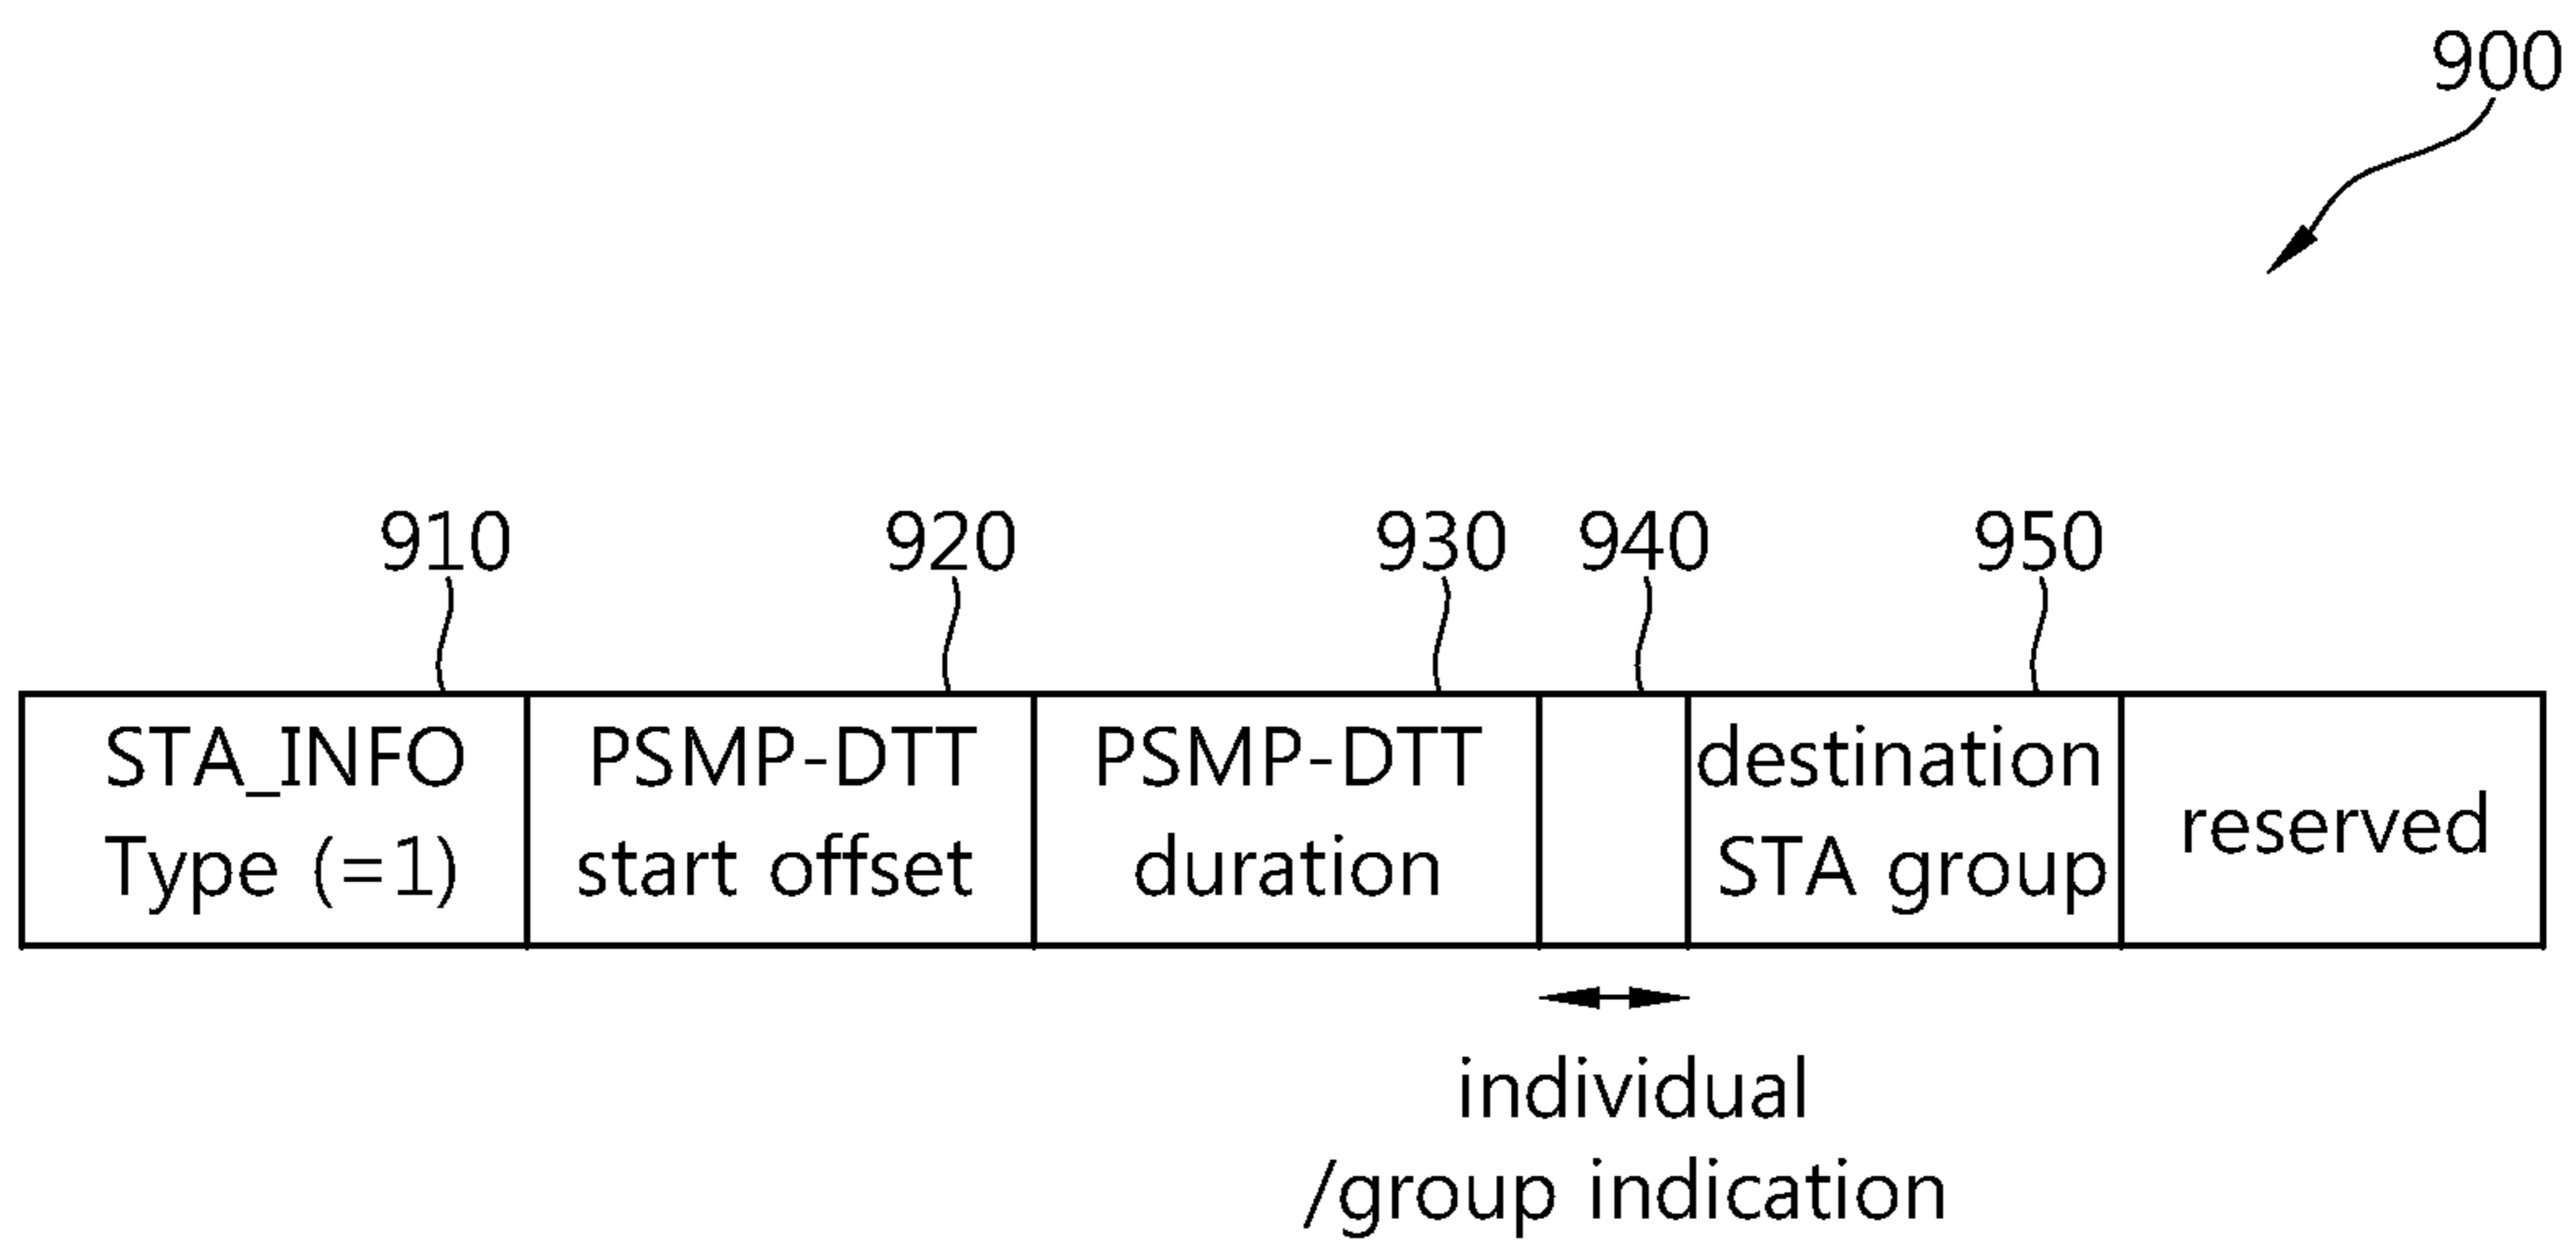 900
910
920
930
940
950
STA_INFO
Type (=1)
PSMP-DTT
start offset
PSMP-DTT
duration
destination
STA group
reserved
individual
/group indication